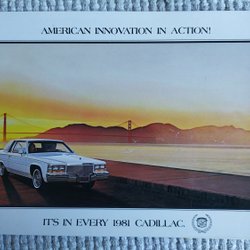 AMERICAN INNOVATION IN ACTION!
IT'S IN EVERY 1981 CADILLAC.